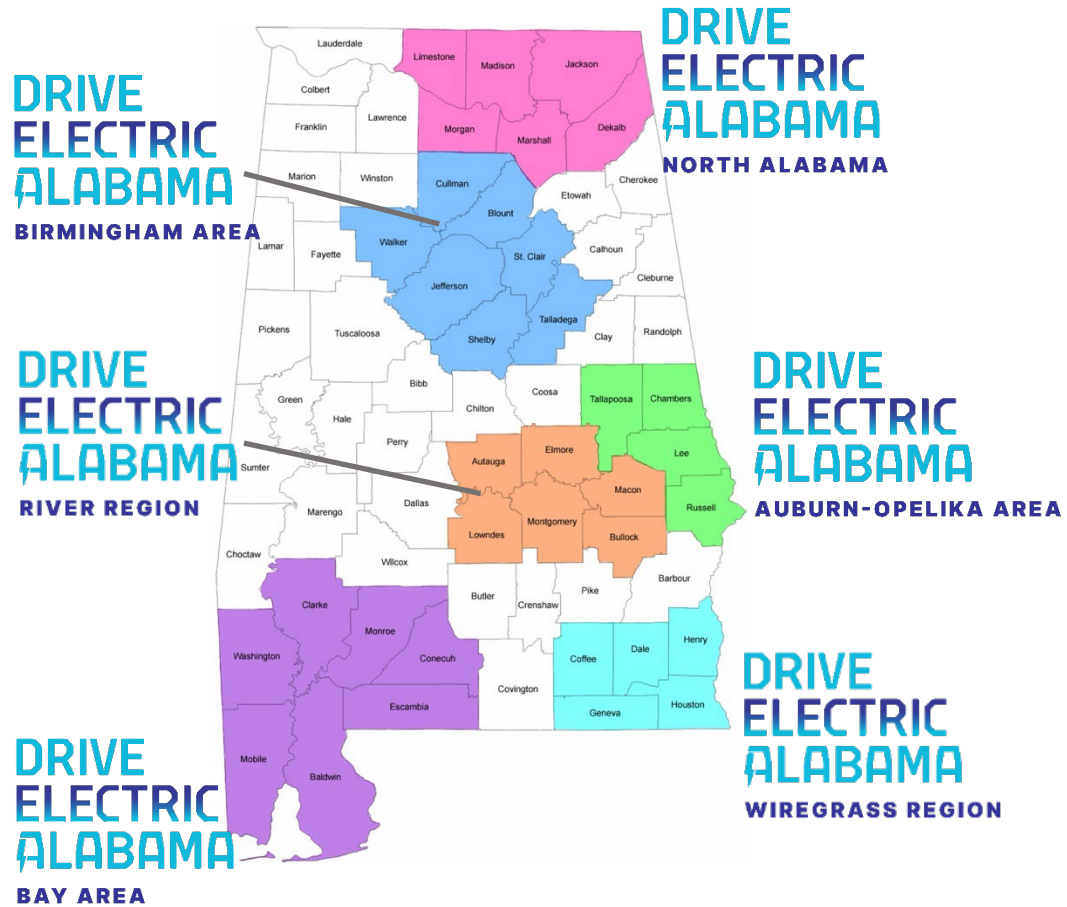 DRIVE
ELECTRIC
ALABAMA
NORTH ALABAMA
DRIVE
ELECTRIC
ALABAMA
BIRMINGHAM AREA
DRIVE
ELECTRIC
ALABAMA
RIVER REGION
DRIVE
ELECTRIC
ALABAMA
AUBURN-OPELIKA AREA
DRIVE
ELECTRIC
ALABAMA
WIREGRASS REGION
DRIVE
ELECTRIC
ALABAMA
BAY AREA
Lauderdale
Limestone
Madison
Jackson
Colbert
Lawrence
Franklin
Morgan
Marshall
Dekalb
Marion
Winston
Cullman
Cherokee
Etowah
Blount
Lamar
Fayette
Walker
St. Clair
Calhoun
Cleburne
Jefferson
Pickens
Tuscaloosa
Shelby
Talladega
Clay
Randolph
Bibb
Coosa
Tallapoosa
Chambers
Green
Hale
Chilton
Perry
Elmore
Lee
Sumter
Autauga
Macon
Dallas
Marengo
Montgomery
Russell
Lowndes
Bullock
Choctaw
Wilcox
Barbour
Butler
Crenshaw
Pike
Clarke
Monroe
Henry
Washington
Conecuh
Coffee
Dale
Covington
Escambia
Geneva
Houston
Mobile
Baldwin